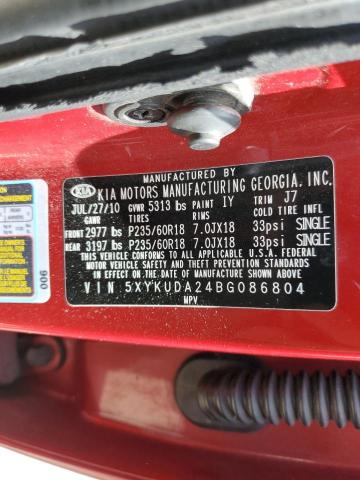 MANUFACTURED BY
KIA KIA MOTORS MANUFACTURING GEORGIA, INC.
JUL/27/10 GVWR 5313 lbs PAINT IY TRIM J7
GAWR TIRES RIMS COLD TIRE INFL
FRONT 2977 lbs P235/60R18 7.0JX18 33psi SINGLE
REAR 3197 lbs P235/60R18 7.0JX18 33psi SINGLE
THIS VEHICLE CONFORMS TO ALL APPLICABLE U.S.A. FEDERAL
MOTOR VEHICLE SAFETY AND THEFT PREVENTION STANDARDS
IN EFFECT ON THE DATE OF MANUFACTURE SHOWN ABOVE.
VIN 5XYKUDA24BG086804
MPV
006